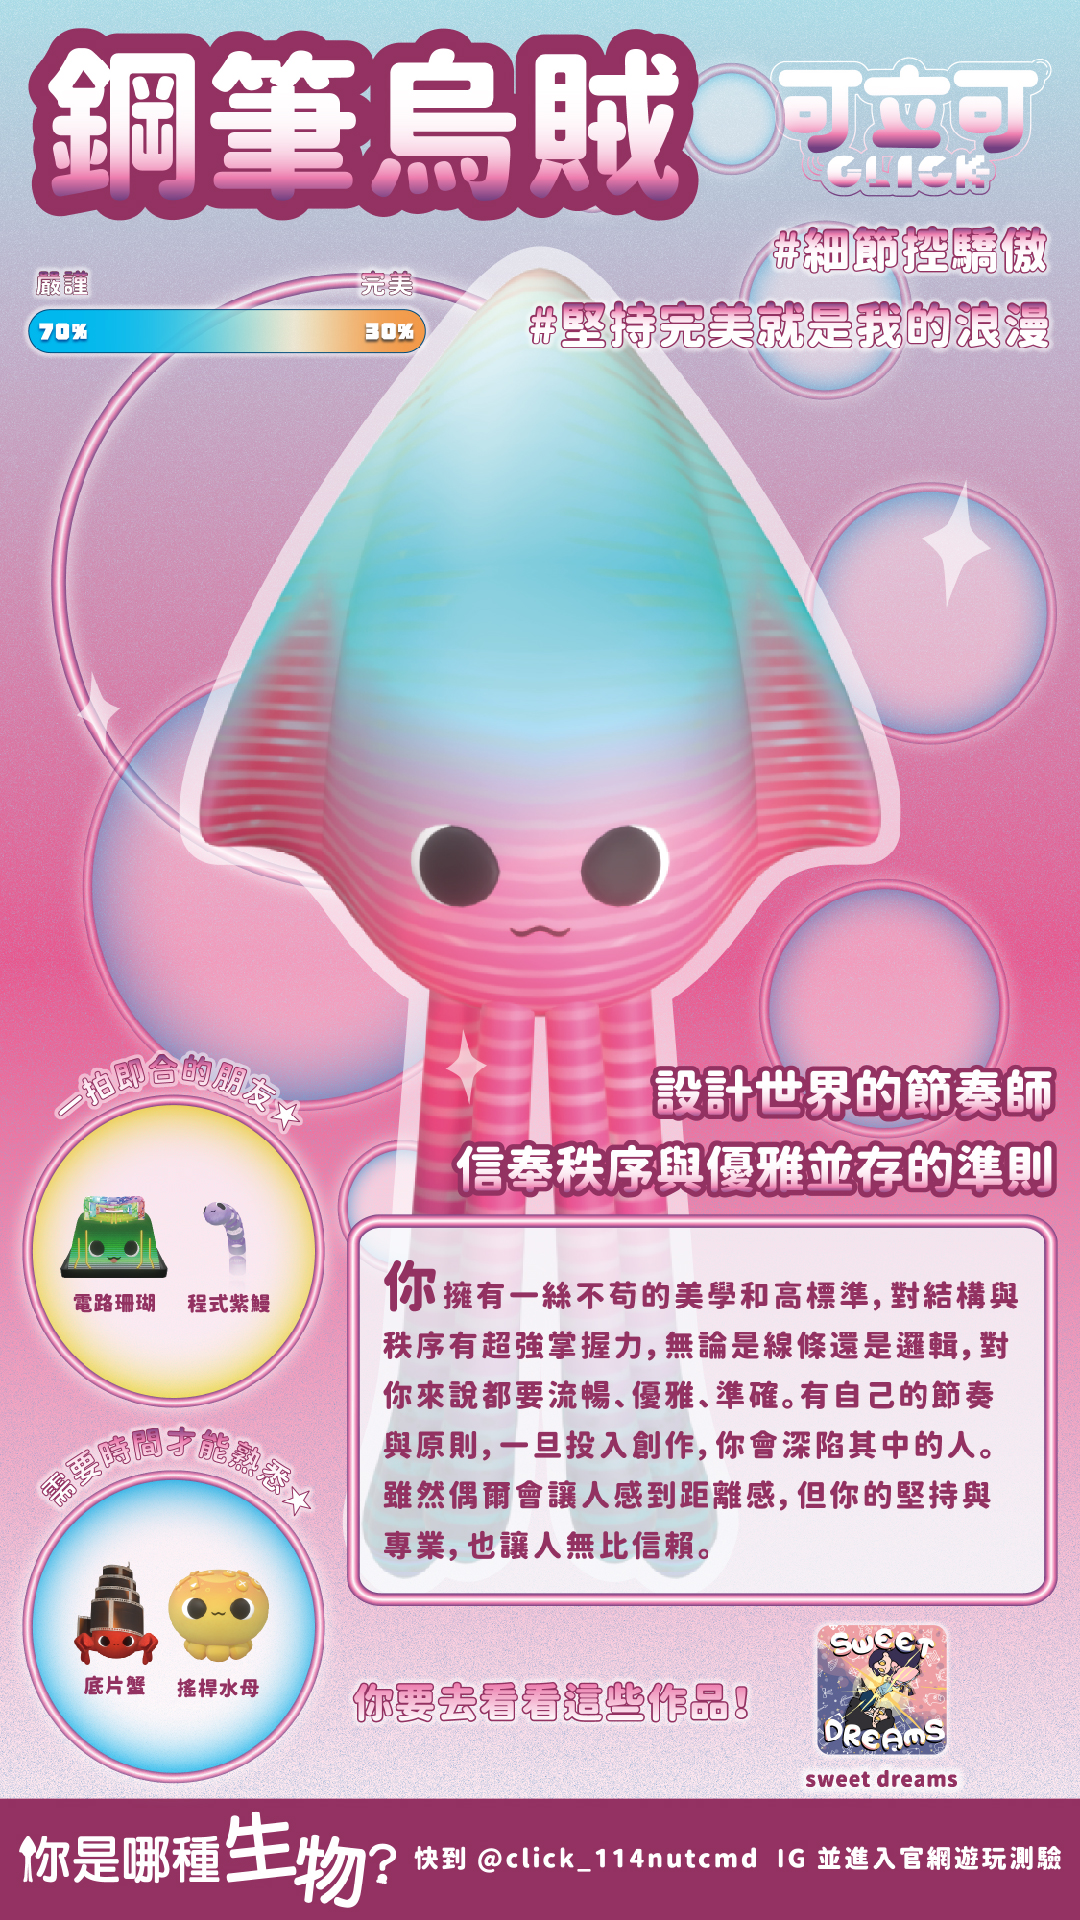 鋼筆烏賊
可立可
CLICK
#細節控驕傲
#堅持完美就是我的浪漫
嚴謹 完美
70% 30%
一拍即合的朋友★
電路珊瑚 程式紫鰻
需要時間才能熟悉★
底片蟹 搖桿水母
設計世界的節奏師
信奉秩序與優雅並存的準則
你擁有一絲不苟的美學和高標準，對結構與
秩序有超強掌握力，無論是線條還是邏輯，對
你來說都要流暢、優雅、準確。有自己的節奏
與原則，一旦投入創作，你會深陷其中的人。
雖然偶爾會讓人感到距離感，但你的堅持與
專業，也讓人無比信賴。
你要去看看這些作品！
SWEET
DREAMS
sweet dreams
你是哪種生物？ 快到 @click_114nutcmd IG 並進入官網遊玩測驗